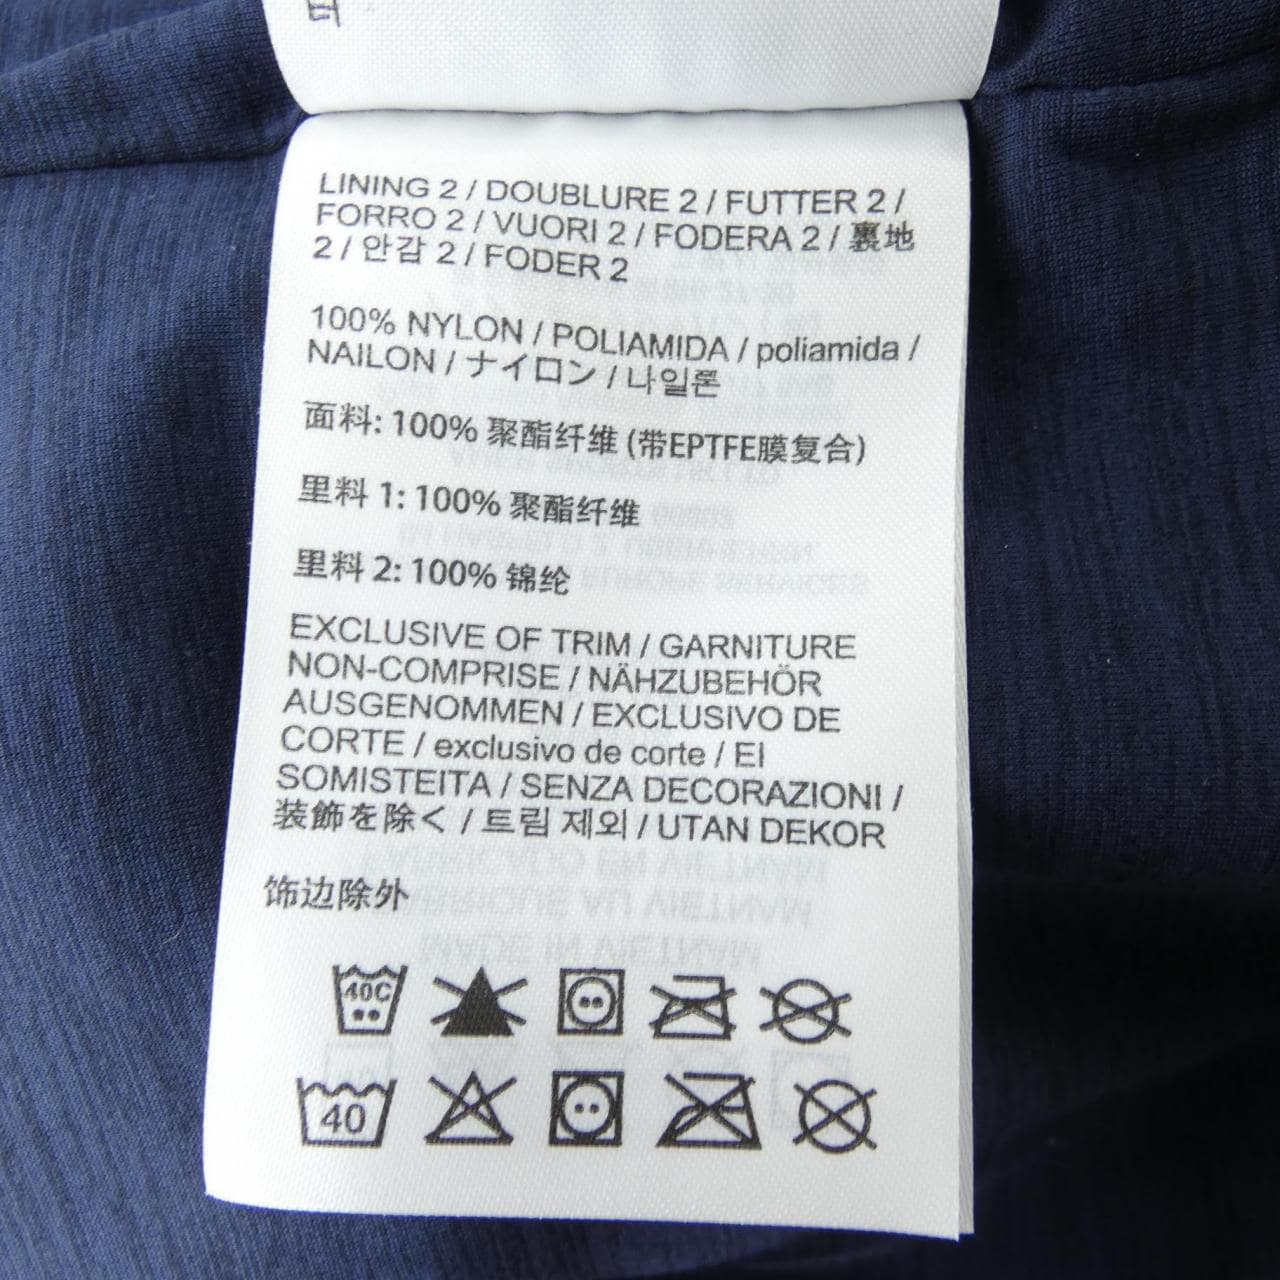 LINING 2 / DOUBLURE 2 / FUTTER 2 /
FORRO 2 / VUORI 2 / FODERA 2 / 裏地
2 / 안감 2 / FODER 2
100% NYLON / POLIAMIDA / poliamida /
NAILON / ナイロン / 나일론
面料: 100% 聚酯纤维 (带EPTFE膜复合)
里料 1: 100% 聚酯纤维
里料 2: 100% 锦纶
EXCLUSIVE OF TRIM / GARNITURE
NON-COMPRISE / NÄHZUBEHÖR
AUSGENOMMEN / EXCLUSIVO DE
CORTE / exclusivo de corte / EI
SOMISTEITA / SENZA DECORAZIONI /
装飾を除く / 트림 제외 / UTAN DEKOR
饰边除外
40C
40